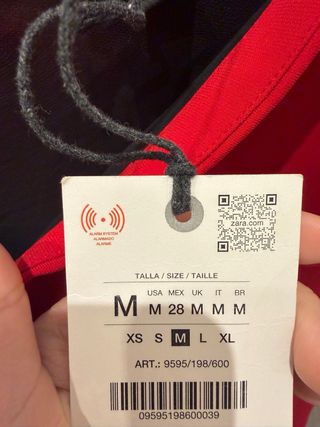 ALARM SYSTEM
ALARMADO
ALARME
zara.com
TALLA / SIZE / TAILLE
USA MEX UK IT BR
M M 28 M M M
XS S M L XL
ART.: 9595/198/600
09595198600039